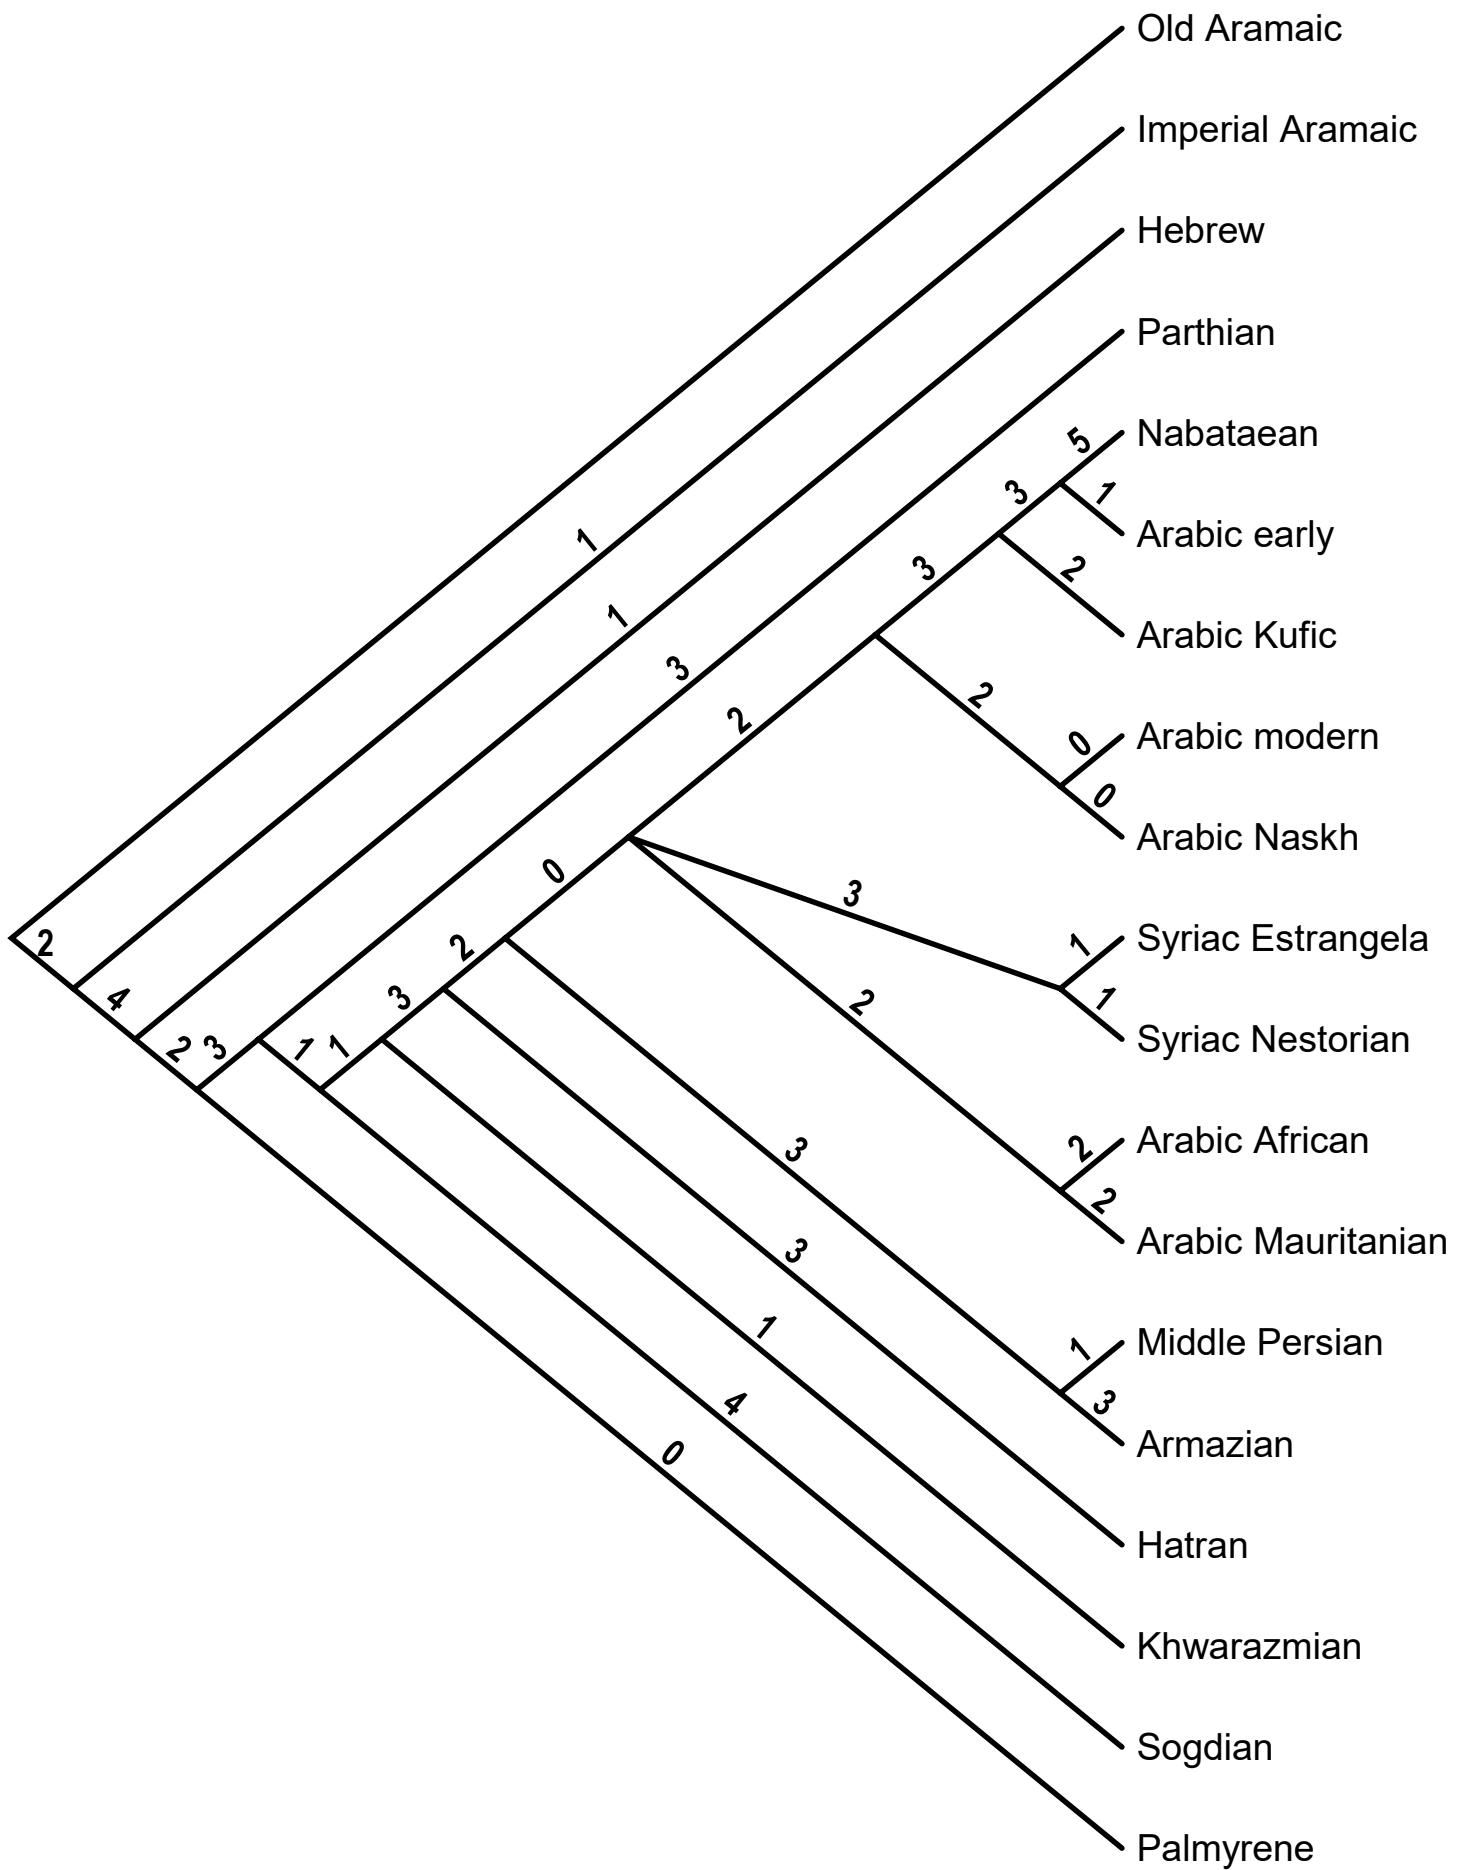 Old Aramaic
Imperial Aramaic
Hebrew
Parthian
5 Nabataean
3 1
Arabic early
3 2
1
Arabic Kufic
1
3
2
2
0 Arabic modern
0
Arabic Naskh
0
3
2 2
1 Syriac Estrangela
4 3
1
2 3 1 1
2
Syriac Nestorian
3
2 Arabic African
2
Arabic Mauritanian
3
1
1 Middle Persian
4
3
Armazian
0
Hatran
Khwarazmian
Sogdian
Palmyrene